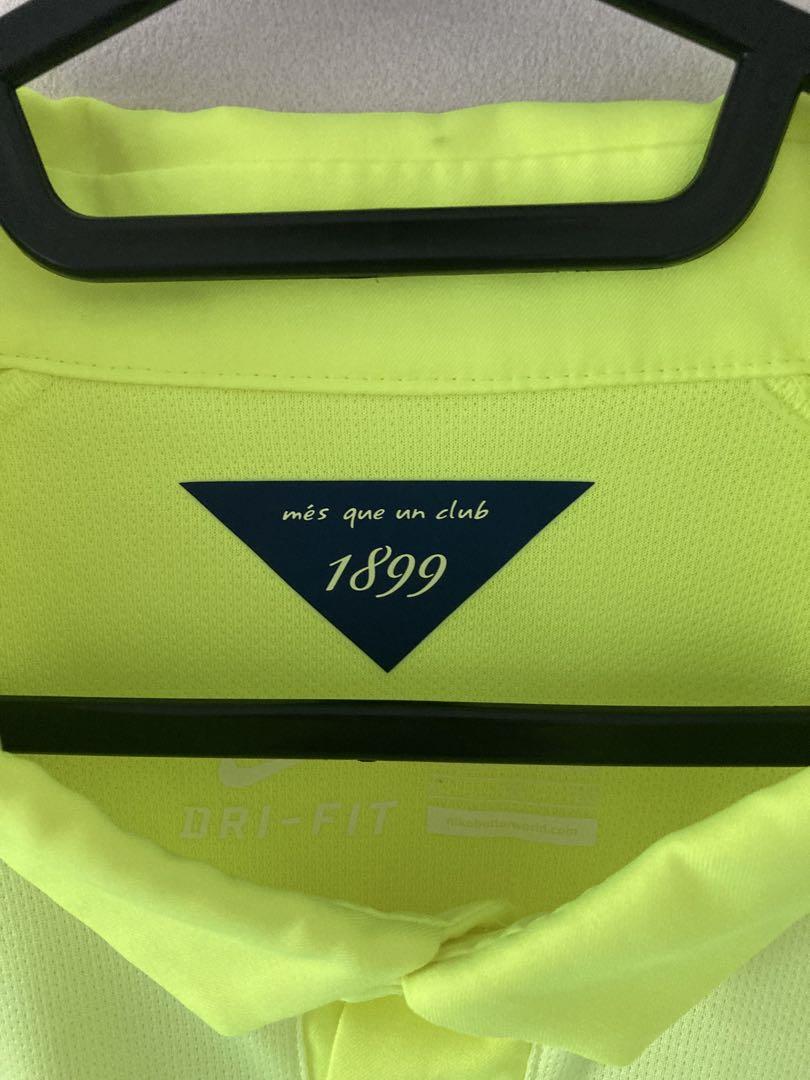 més que un club
1899
DRI-FIT
nikebetterworld.com